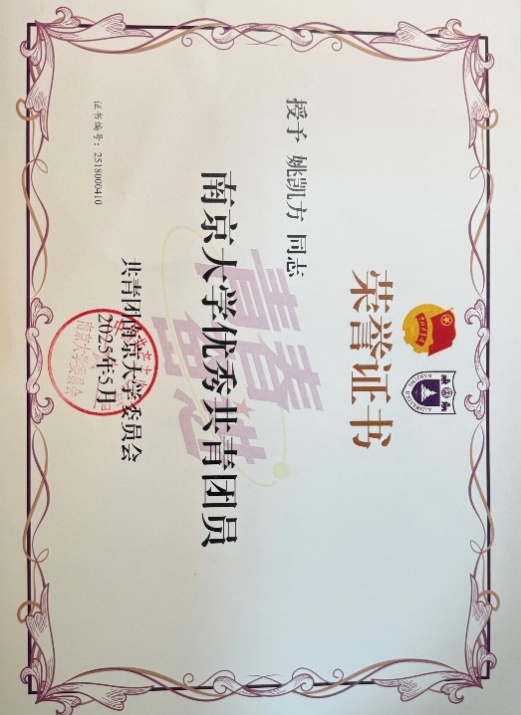 荣誉证书
授予 姚凯方 同志
南京大学优秀共青团员
共青团南京大学委员会
2025年5月
证书编号：2518000410